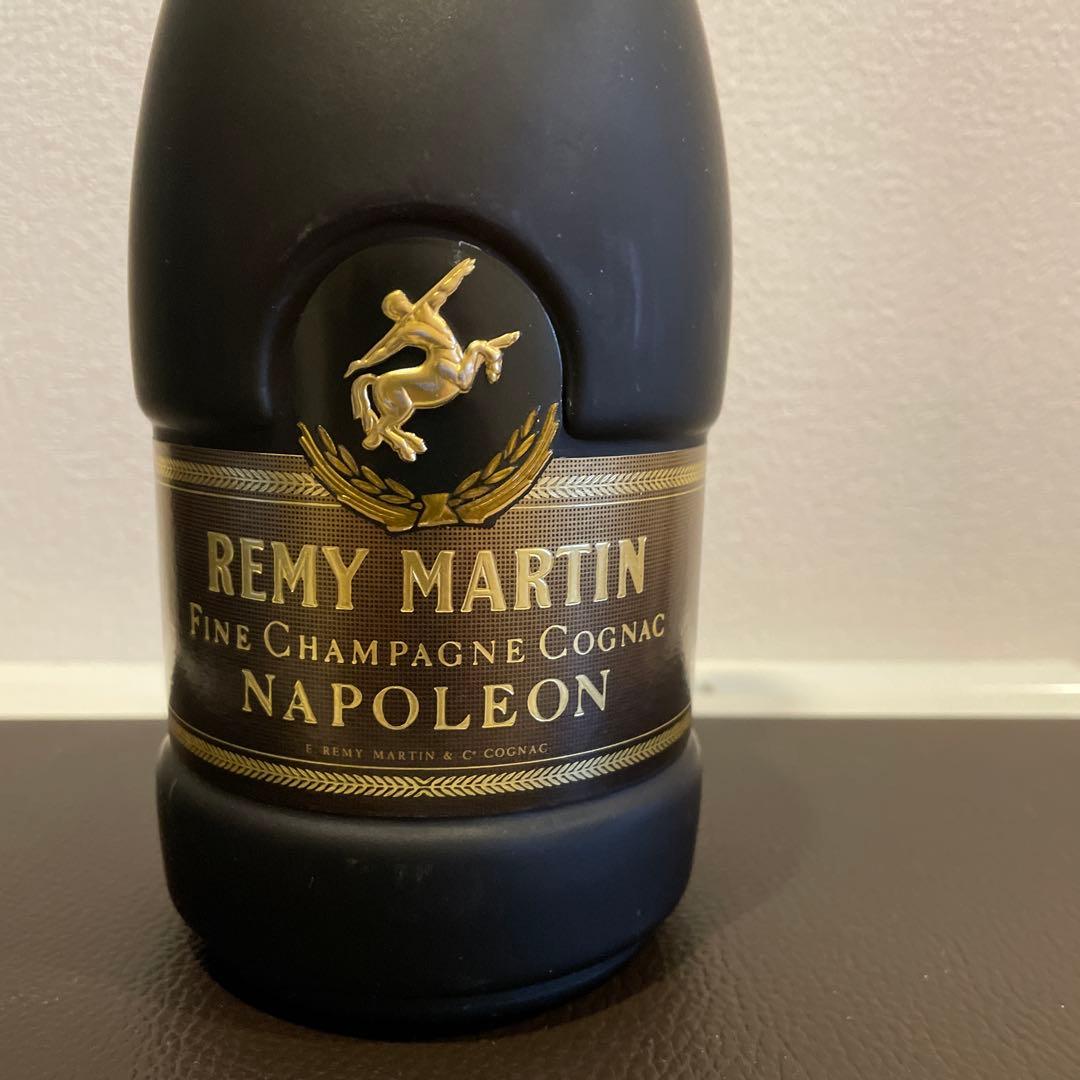 REMY MARTIN
FINE CHAMPAGNE COGNAC
NAPOLEON
E. REMY MARTIN & Cº COGNAC